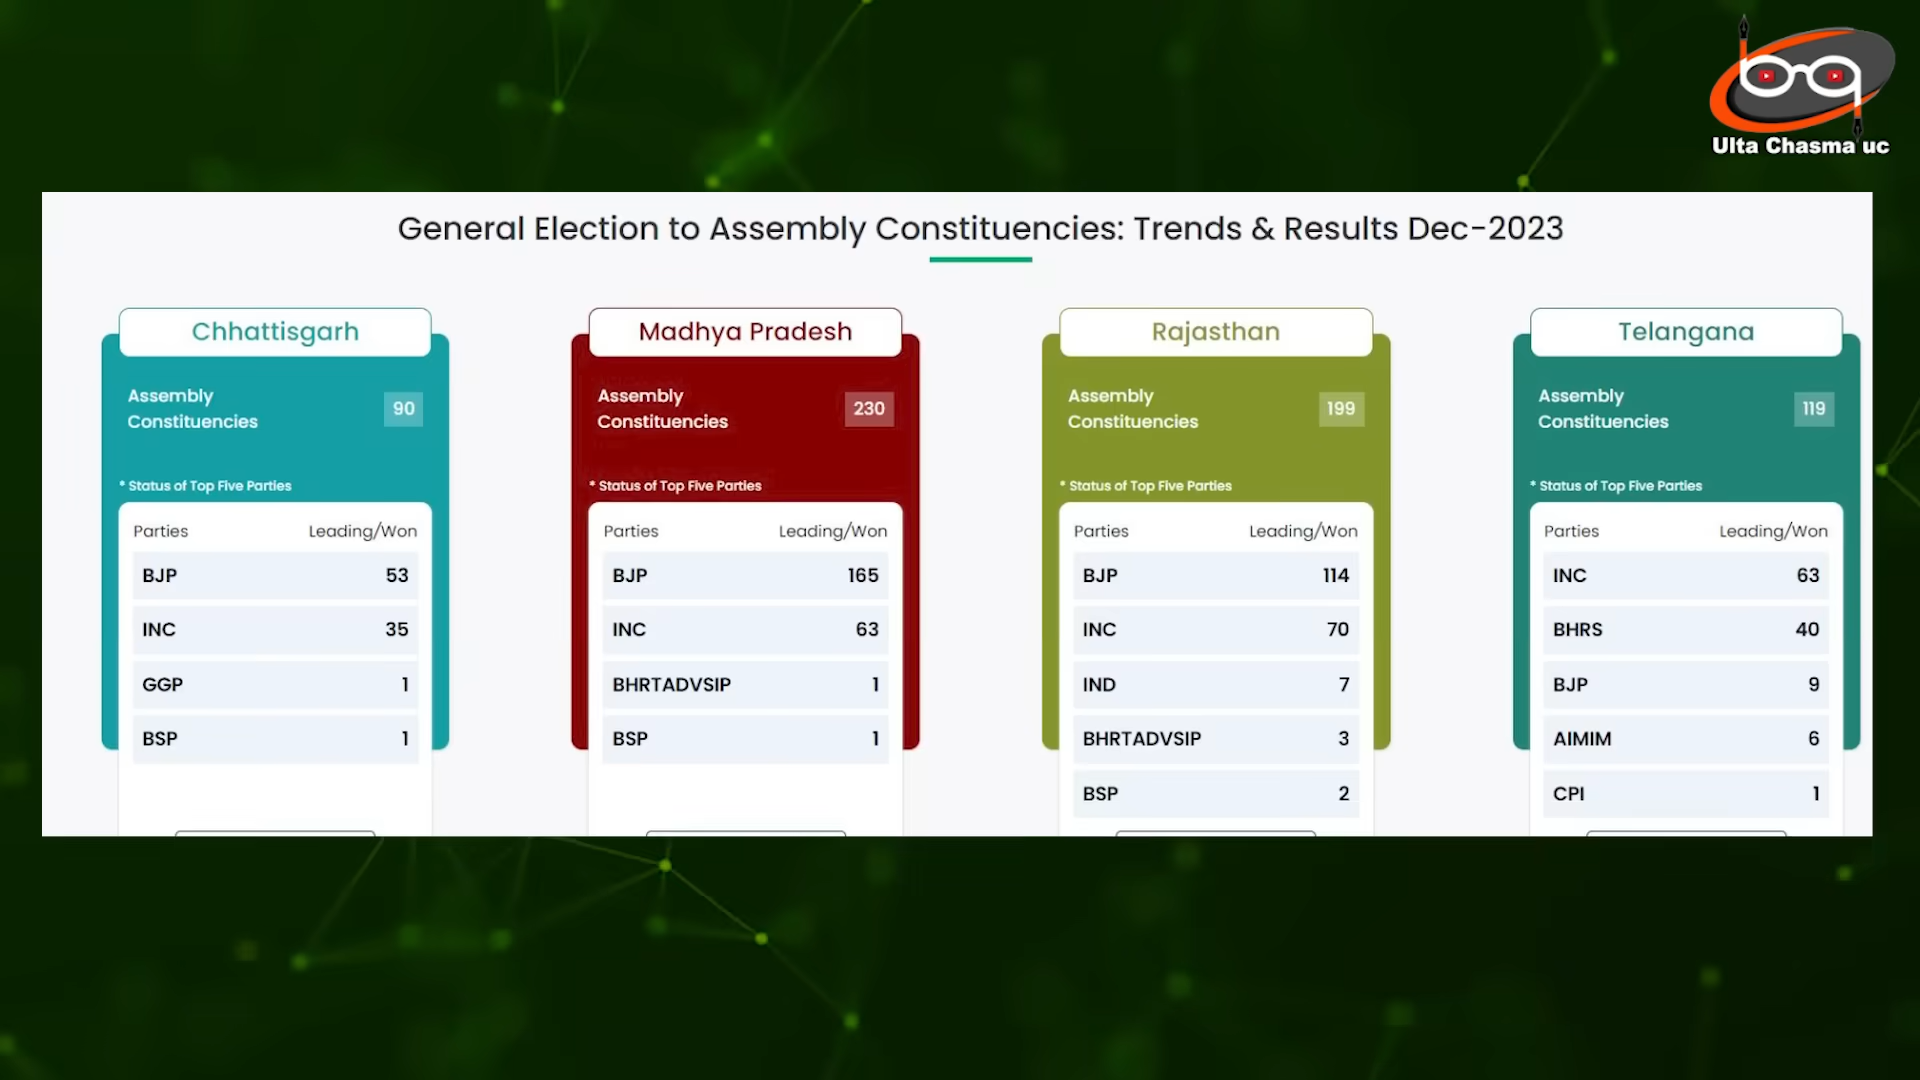 Ulta Chasma uc
General Election to Assembly Constituencies: Trends & Results Dec-2023
Chhattisgarh
Assembly
Constituencies
90
* Status of Top Five Parties
Parties Leading/Won
BJP 53
INC 35
GGP 1
BSP 1
Madhya Pradesh
Assembly
Constituencies
230
* Status of Top Five Parties
Parties Leading/Won
BJP 165
INC 63
BHRTADVSIP 1
BSP 1
Rajasthan
Assembly
Constituencies
199
* Status of Top Five Parties
Parties Leading/Won
BJP 114
INC 70
IND 7
BHRTADVSIP 3
BSP 2
Telangana
Assembly
Constituencies
119
* Status of Top Five Parties
Parties Leading/Won
INC 63
BHRS 40
BJP 9
AIMIM 6
CPI 1